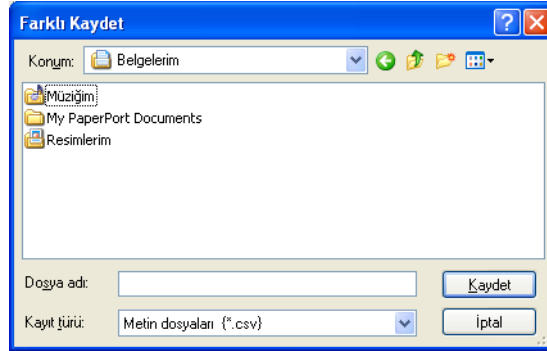 Farklı Kaydet
Konum: Belgelerim
Müziğim
My PaperPort Documents
Resimlerim
Dosya adı: Kaydet
Kayıt türü: Metin dosyaları {*.csv} İptal